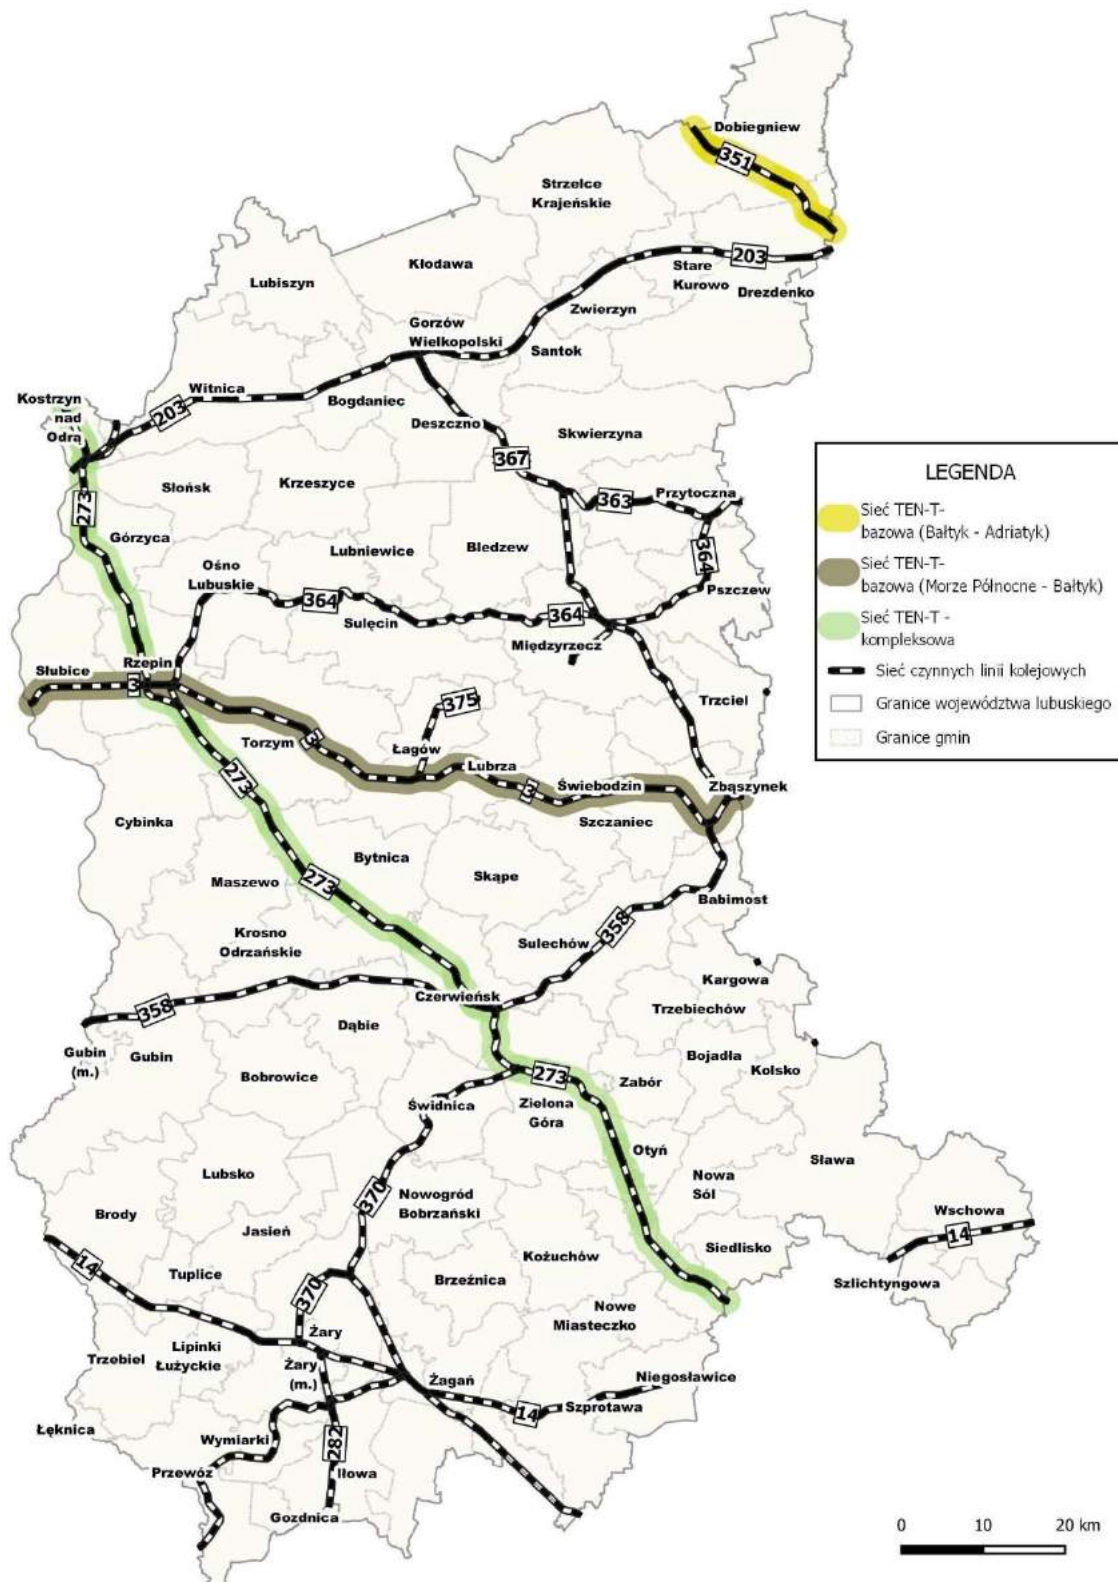 Dobiegniew
351
Strzelce
Krajeńskie
203
Stare
Kurowo
Drezdenko
Kłodawa
Lubiszyn
Zwierzyn
Gorzów
Wielkopolski
Santok
Witnica
Kostrzyn
nad
Odrą
203
Bogdaniec
Deszczno
Skwierzyna
367
Słońsk
Krzeszyce
363
Przytoczna
273
Górzyca
Lubniewice
Bledzew
364
Ośno
Lubuskie
364
Sulęcin
364
Pszczew
Międzyrzecz
Słubice
Rzepin
3
375
Trzciel
Torzym
3
Łagów
Lubrza
3
Świebodzin
Zbąszynek
273
Szczaniec
Cybinka
Bytnica
Maszewo
273
Skąpe
Babimost
Krosno
Odrzańskie
Sulechów
358
Kargowa
Czerwieńsk
Trzebiechów
358
Dąbie
Gubin
(m.)
Gubin
Bobrowice
Bojadła
Kolsko
273
Zabór
Świdnica
Zielona
Góra
Otyń
Sława
Lubsko
Nowa
Sól
370
Nowogród
Bobrzański
Brody
Jasień
Wschowa
14
Siedlisko
Kożuchów
14
Tuplice
370
Brzeźnica
Szlichtyngowa
Nowe
Miasteczko
Żary
Trzebiel
Lipinki
Łużyckie
Żary
(m.)
Żagań
Niegosławice
14
Szprotawa
Łęknica
Wymiarki
282
Przewóz
Iłowa
Gozdnica
LEGENDA
Sieć TEN-T-
bazowa (Bałtyk - Adriatyk)
Sieć TEN-T-
bazowa (Morze Północne - Bałtyk)
Sieć TEN-T -
kompleksowa
Sieć czynnych linii kolejowych
Granice województwa lubuskiego
Granice gmin
0 10 20 km